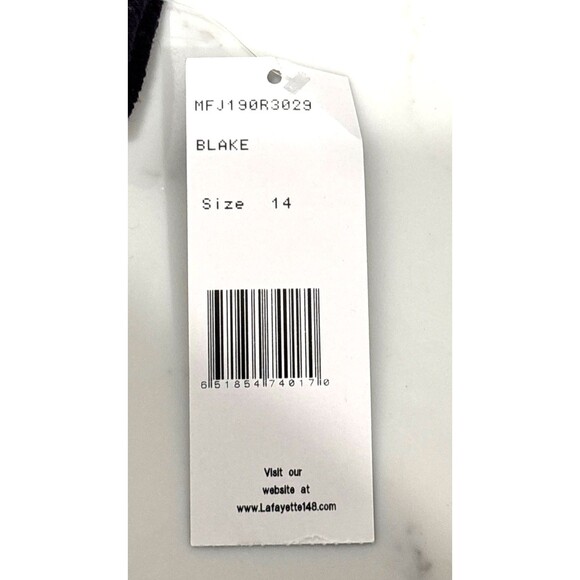 MFJ190R3029
BLAKE
Size 14
6 51854 74017 0
Visit our
website at
www.Lafayette148.com